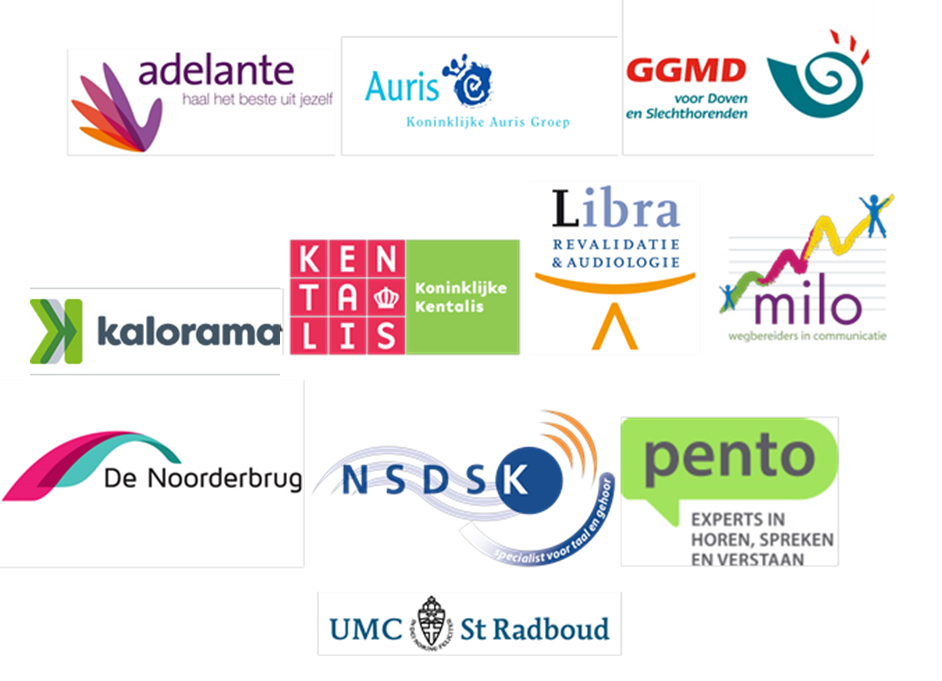 adelante
haal het beste uit jezelf
Auris
Koninklijke Auris Groep
GGMD
voor Doven
en Slechthorenden
kalorama
KEN
TA
LIS
Koninklijke
Kentalis
Libra
REVALIDATIE
& AUDIOLOGIE
milo
wegbereiders in communicatie
De Noorderbrug
NSDSK
specialist voor taal en gehoor
pento
EXPERTS IN
HOREN, SPREKEN
EN VERSTAAN
UMC St Radboud